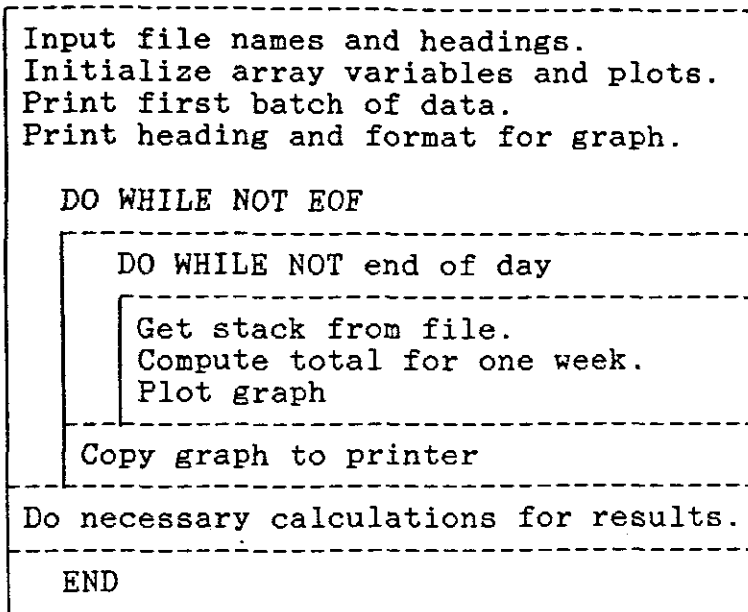 Input file names and headings.
Initialize array variables and plots.
Print first batch of data.
Print heading and format for graph.
DO WHILE NOT EOF
DO WHILE NOT end of day
Get stack from file.
Compute total for one week.
Plot graph
Copy graph to printer
Do necessary calculations for results.
END